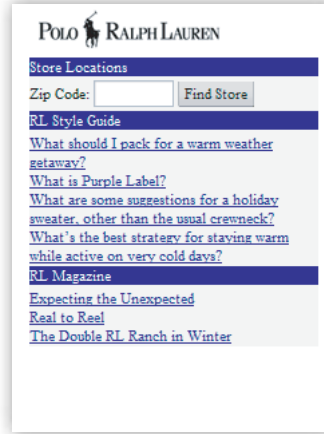 POLO RALPH LAUREN
Store Locations
Zip Code: Find Store
RL Style Guide
What should I pack for a warm weather
getaway?
What is Purple Label?
What are some suggestions for a holiday
sweater, other than the usual crewneck?
What's the best strategy for staying warm
while active on very cold days?
RL Magazine
Expecting the Unexpected
Real to Reel
The Double RL Ranch in Winter